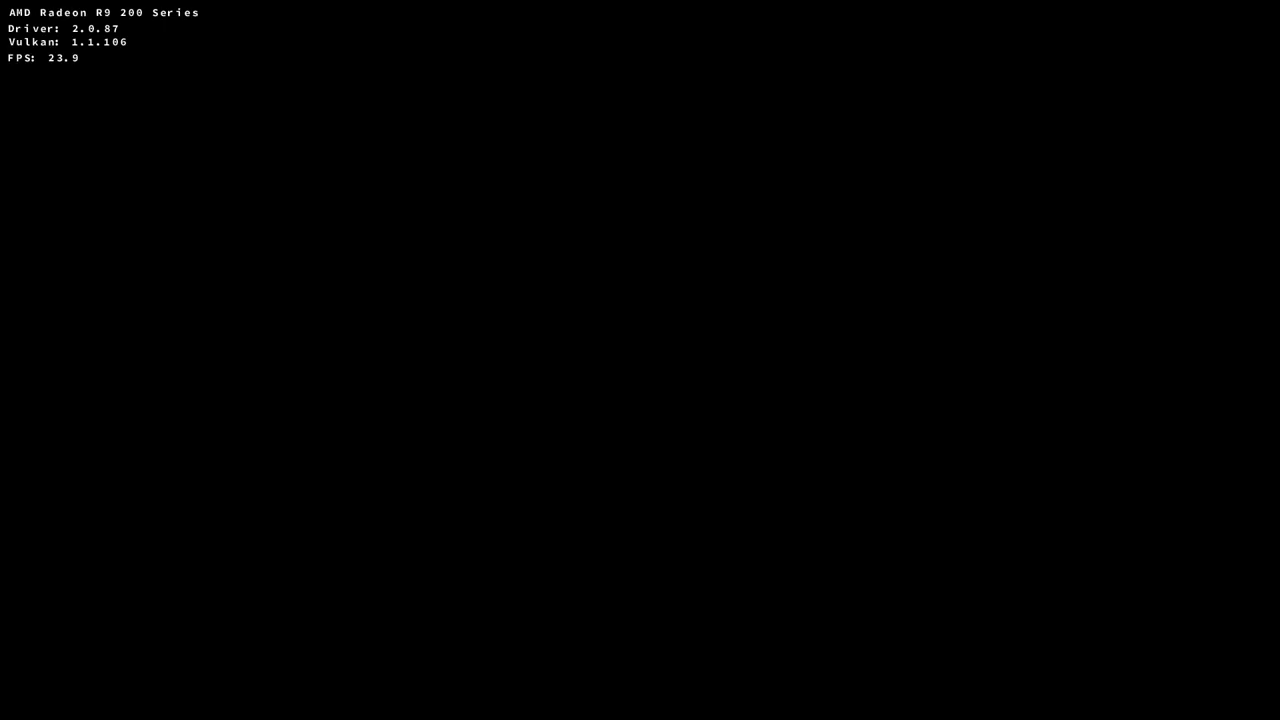 AMD Radeon R9 200 Series
Driver: 2.0.87
Vulkan: 1.1.106
FPS: 23.9